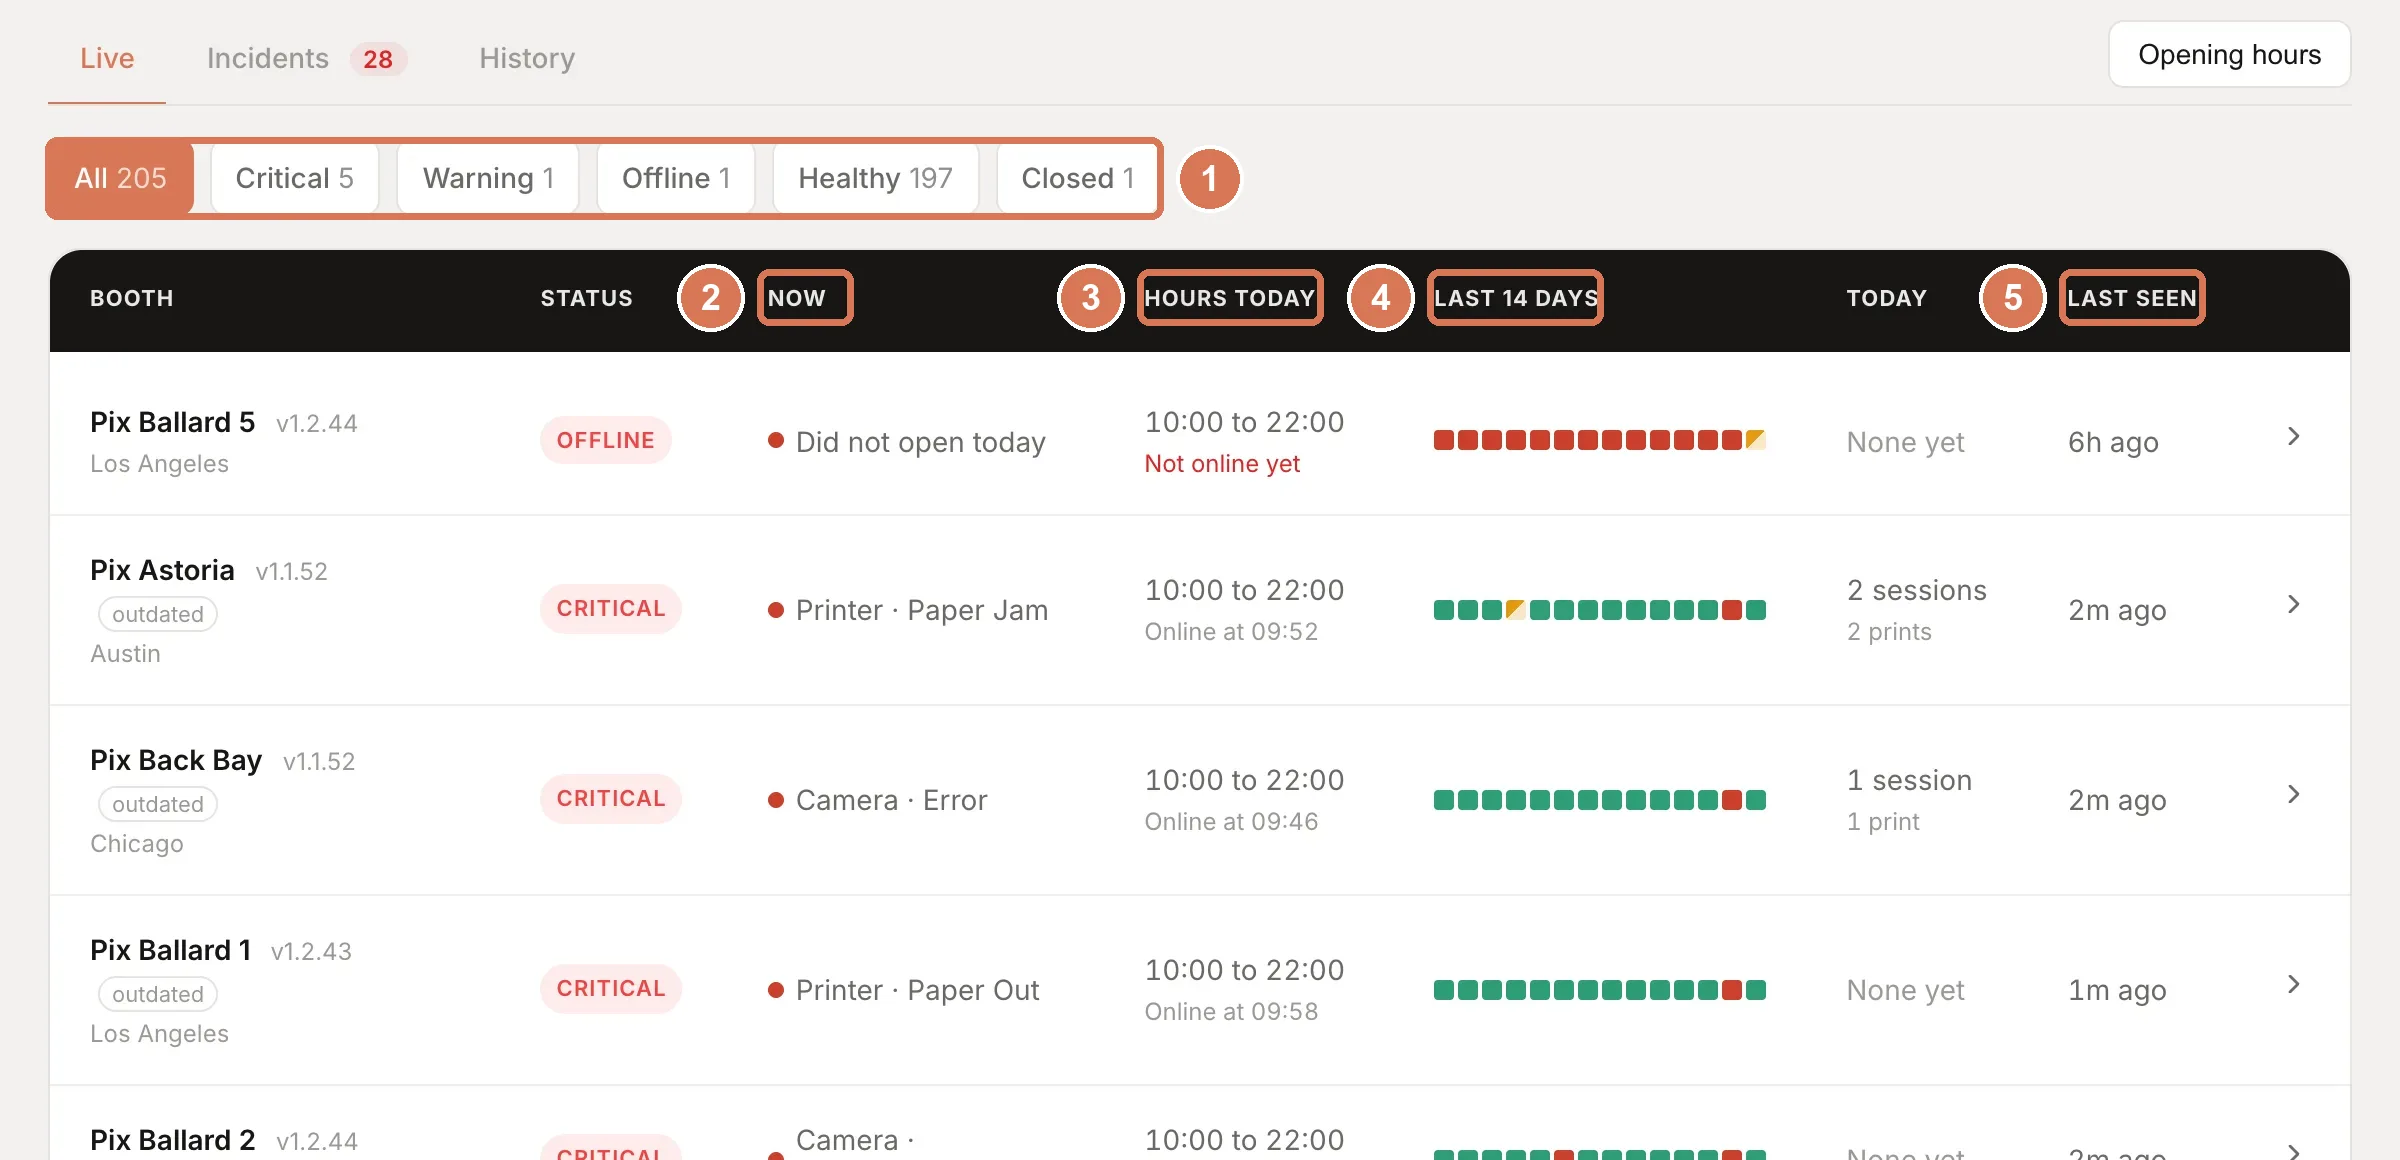 Live Incidents 28 History Opening hours
All 205 Critical 5 Warning 1 Offline 1 Healthy 197 Closed 1 1
BOOTH STATUS 2 NOW 3 HOURS TODAY 4 LAST 14 DAYS TODAY 5 LAST SEEN
Pix Ballard 5 v1.2.44
Los Angeles
OFFLINE
Did not open today
10:00 to 22:00
Not online yet
None yet
6h ago
Pix Astoria v1.1.52
outdated
Austin
CRITICAL
Printer · Paper Jam
10:00 to 22:00
Online at 09:52
2 sessions
2 prints
2m ago
Pix Back Bay v1.1.52
outdated
Chicago
CRITICAL
Camera · Error
10:00 to 22:00
Online at 09:46
1 session
1 print
2m ago
Pix Ballard 1 v1.2.43
outdated
Los Angeles
CRITICAL
Printer · Paper Out
10:00 to 22:00
Online at 09:58
None yet
1m ago
Pix Ballard 2 v1.2.44
CRITICAL
Camera ·
10:00 to 22:00
None yet
2m ago